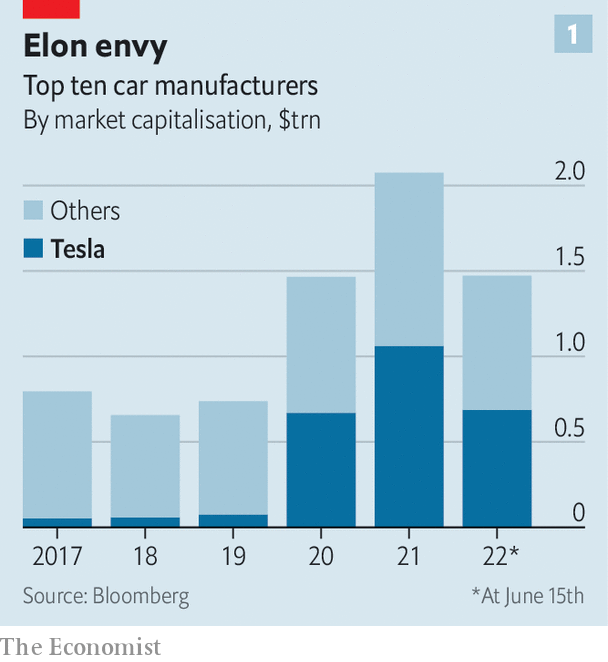 Elon envy
1
Top ten car manufacturers
By market capitalisation, $trn
2.0
Others
Tesla
1.5
1.0
0.5
0
2017 18 19 20 21 22*
Source: Bloomberg
*At June 15th
The Economist